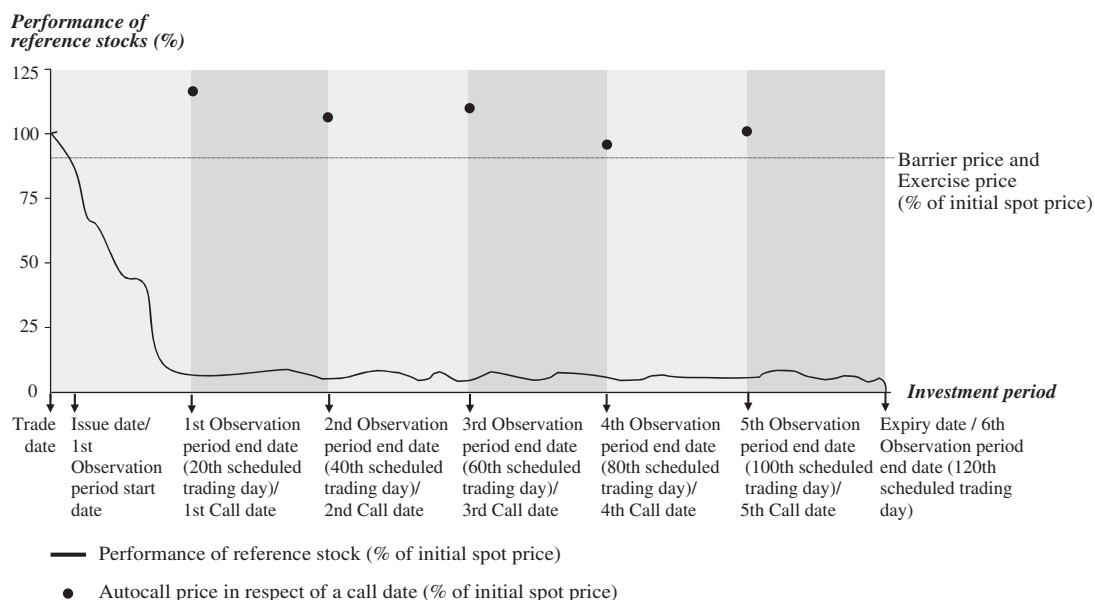 Performance of
reference stocks (%)
125
100
75
50
25
0
Barrier price and
Exercise price
(% of initial spot price)
Investment period
Trade
date
Issue date/
1st
Observation
period start
date
1st Observation
period end date
(20th scheduled
trading day)/
1st Call date
2nd Observation
period end date
(40th scheduled
trading day)/
2nd Call date
3rd Observation
period end date
(60th scheduled
trading day)/
3rd Call date
4th Observation
period end date
(80th scheduled
trading day)/
4th Call date
5th Observation
period end date
(100th scheduled
trading day)/
5th Call date
Expiry date / 6th
Observation period
end date (120th
scheduled trading
day)
Performance of reference stock (% of initial spot price)
Autocall price in respect of a call date (% of initial spot price)